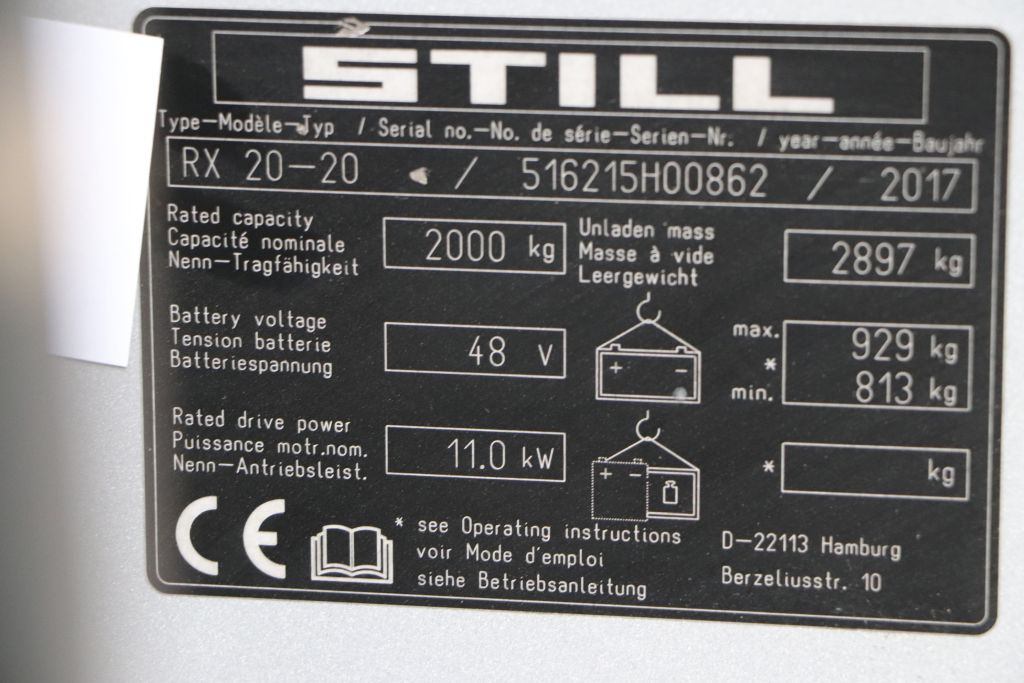 STILL
Type–Modèle–Typ / Serial no.–No. de série–Serien–Nr. / year–année–Baujahr
RX 20–20 / 516215H00862 / 2017
Rated capacity
Capacité nominale
Nenn–Tragfähigkeit
2000 kg
Unladen mass
Masse à vide
Leergewicht
2897 kg
Battery voltage
Tension batterie
Batteriespannung
48 V
+ –
max.
*
min.
929 kg
813 kg
Rated drive power
Puissance motr.nom.
Nenn–Antriebsleist.
11.0 kW
+ –
*
kg
CE
* see Operating instructions
voir Mode d'emploi
siehe Betriebsanleitung
D–22113 Hamburg
Berzeliusstr. 10